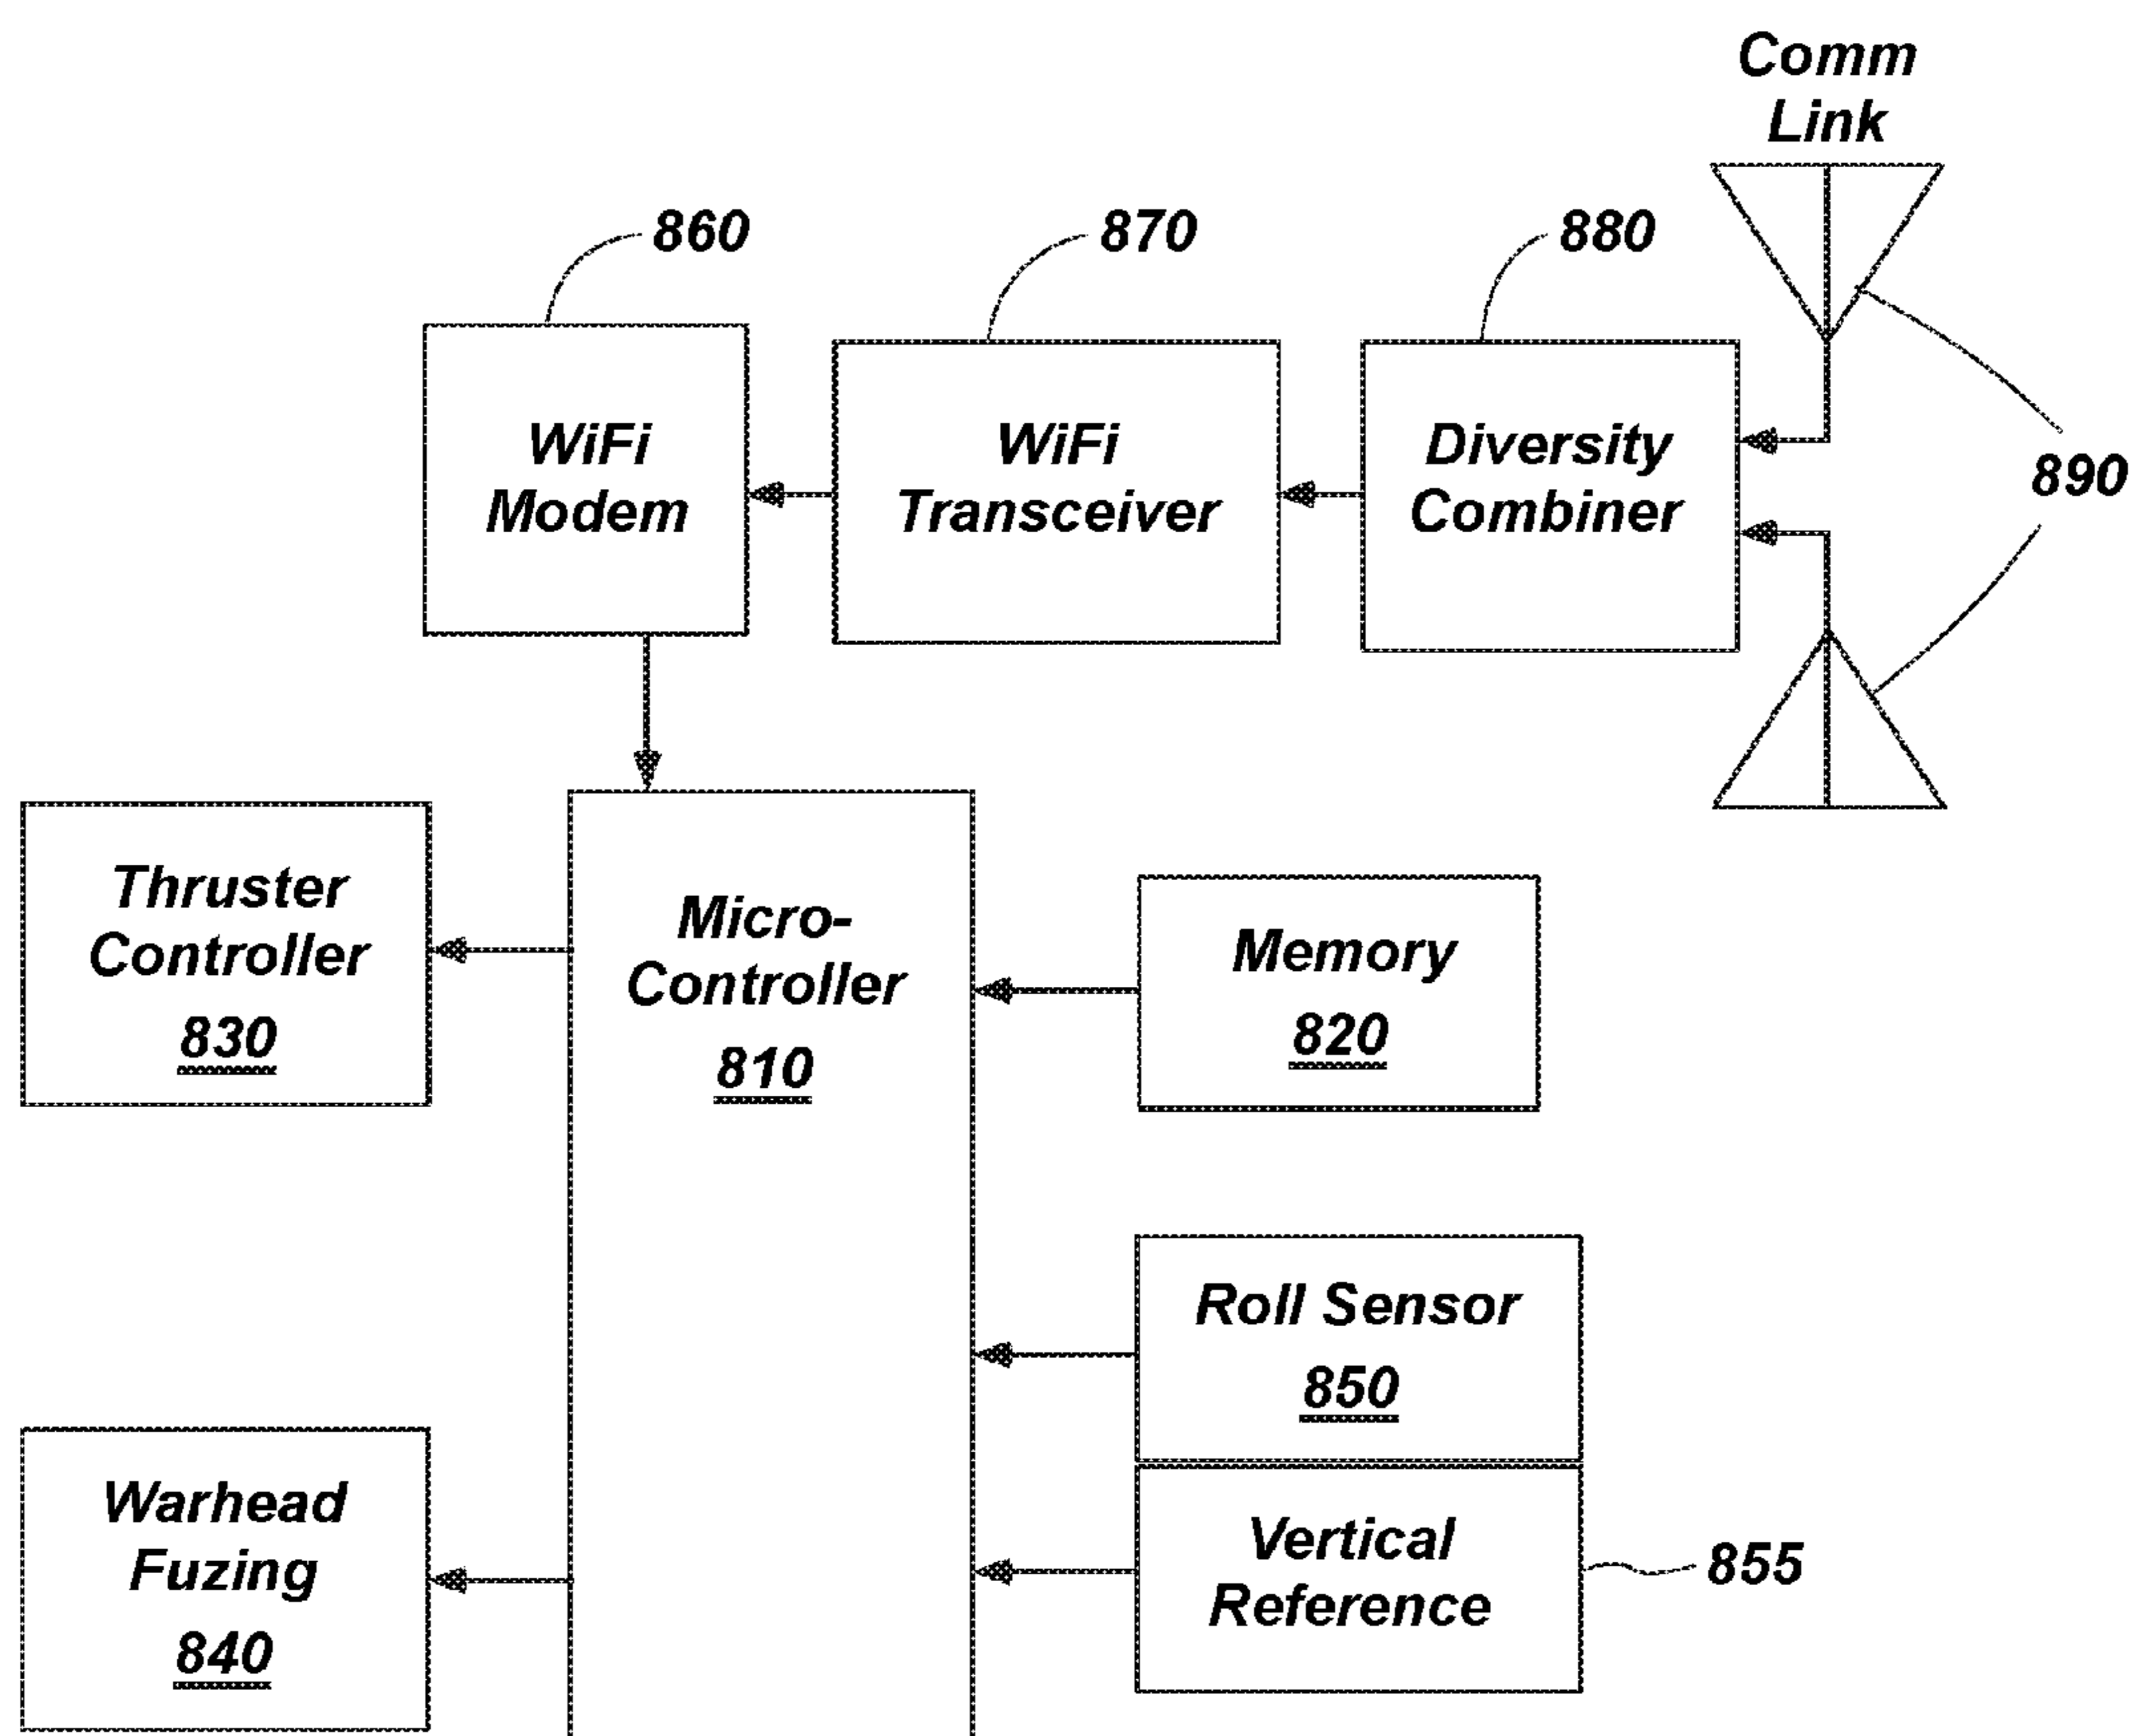 Comm
Link
860
870
880
WiFi
Modem
WiFi
Transceiver
Diversity
Combiner
890
Thruster
Controller
830
Micro-
Controller
810
Memory
820
Roll Sensor
850
Warhead
Fuzing
840
Vertical
Reference
855